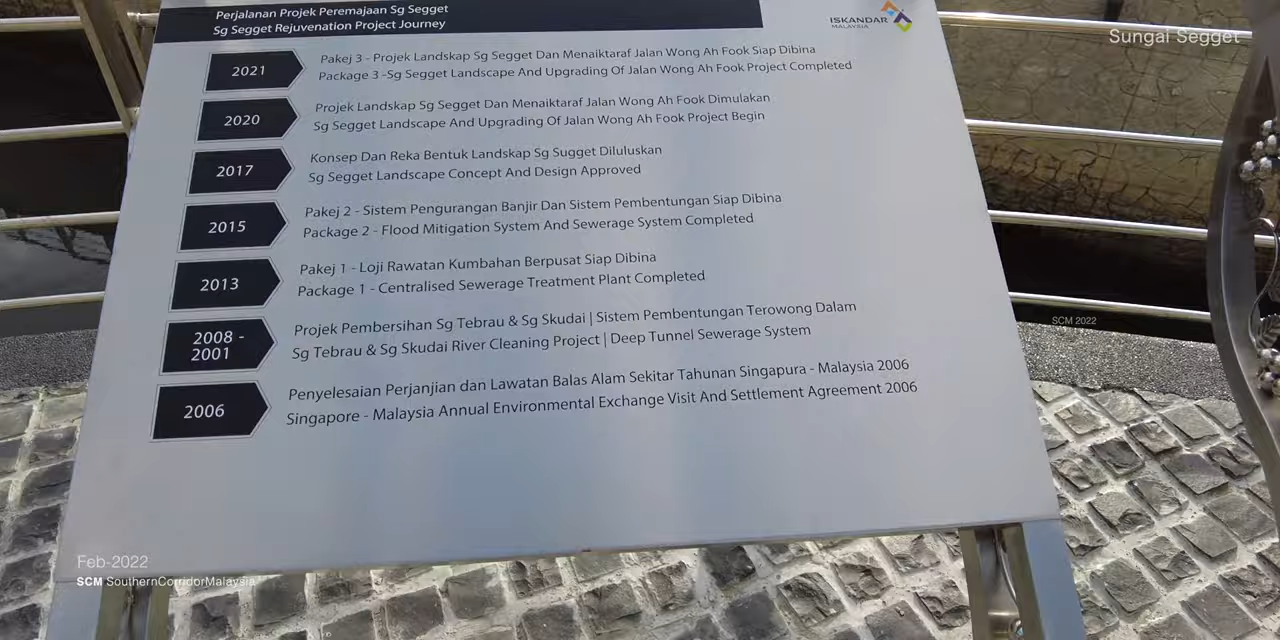 Perjalanan Projek Peremajaan Sg Segget
Sg Segget Rejuvenation Project Journey
ISKANDAR
MALAYSIA
Sungai Segget
2021
Pakej 3 - Projek Landskap Sg Segget Dan Menaiktaraf Jalan Wong Ah Fook Siap Dibina
Package 3 -Sg Segget Landscape And Upgrading Of Jalan Wong Ah Fook Project Completed
2020
Projek Landskap Sg Segget Dan Menaiktaraf Jalan Wong Ah Fook Dimulakan
Sg Segget Landscape And Upgrading Of Jalan Wong Ah Fook Project Begin
2017
Konsep Dan Reka Bentuk Landskap Sg Sugget Diluluskan
Sg Segget Landscape Concept And Design Approved
2015
Pakej 2 - Sistem Pengurangan Banjir Dan Sistem Pembentungan Siap Dibina
Package 2 - Flood Mitigation System And Sewerage System Completed
2013
Pakej 1 - Loji Rawatan Kumbahan Berpusat Siap Dibina
Package 1 - Centralised Sewerage Treatment Plant Completed
2008 -
2001
Projek Pembersihan Sg Tebrau & Sg Skudai | Sistem Pembentungan Terowong Dalam
Sg Tebrau & Sg Skudai River Cleaning Project | Deep Tunnel Sewerage System
SCM 2022
2006
Penyelesaian Perjanjian dan Lawatan Balas Alam Sekitar Tahunan Singapura - Malaysia 2006
Singapore - Malaysia Annual Environmental Exchange Visit And Settlement Agreement 2006
Feb-2022
SCM SouthernCorridorMalaysia